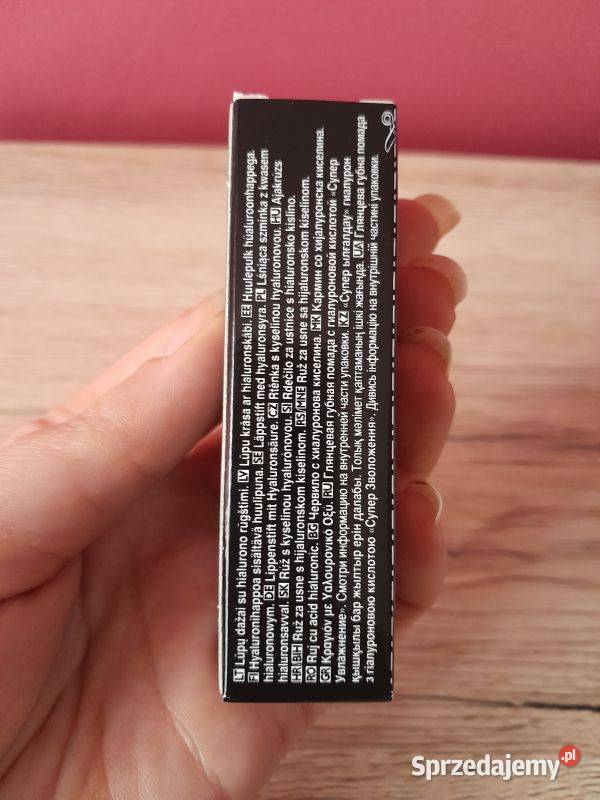 LT Lūpų dažai su hialurono rūgštimi. LV Lūpu krāsa ar hialuronskābi. EE Huulepulk hüaluroonhappega.
FI Hyaluronihappoa sisältävä huulipuna. SE Läppstift med hyaluronsyra. PL Lśniąca szminka z kwasem
hialuronowym. DE Lippenstift mit Hyaluronsäure. CZ Rtěnka s kyselinou hyaluronovou. HU Ajakrúzs
hialuronsavval. SK Rúž s kyselinou hyalurónovou. SI Rdečilo za ustnice s hialuronsko kislino.
HR/BIH Ruž za usne s hijaluronskom kiselinom. RS/MNE Ruž za usne sa hijaluronskom kiselinom.
RO Ruj cu acid hialuronic. BG Червило с хиалуронова киселина. MK Кармин со хијалуронска киселина.
GR Κραγιόν με Υαλουρονικό Οξύ. RU Глянцевая губная помада с гиалуроновой кислотой «Супер
Увлажнение». Смотри информацию на внутренней части упаковки. KZ «Супер ылғалдау» гиалурон
қышқылы бар жылтыр ерін далабы. Толық мәлімет қаптаманың ішкі жағында. UA Глянцева губна помада
з гіалуроновою кислотою «Супер Зволоження». Дивись інформацію на внутрішній частині упаковки.
Sprzedajemy.pl